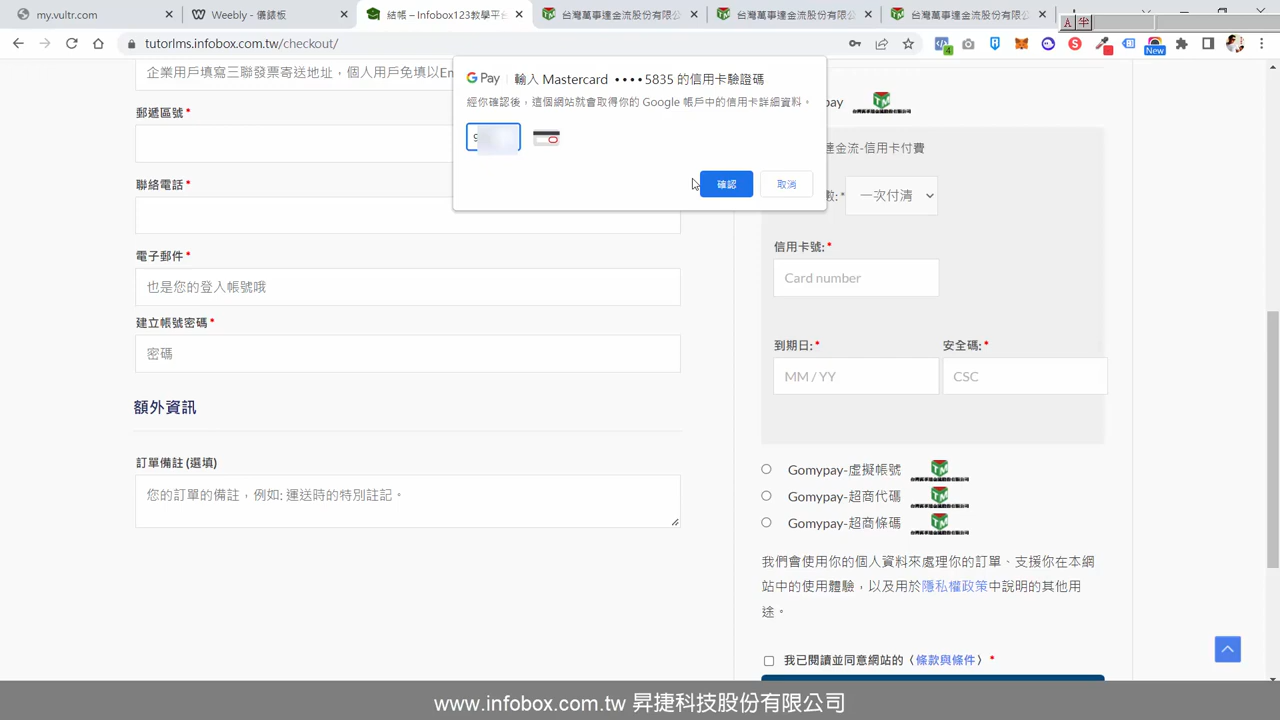 my.vultr.com
Weebly - 儀錶板
結帳 – Infobox123教學平台
台灣萬事達金流股份有限公
台灣萬事達金流股份有限公
台灣萬事達金流股份有限公
A 半
tutorlms.infobox.com.tw/checkout/
4
New
G Pay 輸入 Mastercard ••••5835 的信用卡驗證碼
經你確認後，這個網站就會取得你的 Google 帳戶中的信用卡詳細資料。
確認
取消
企業用戶填寫三聯發票寄送地址，個人用戶免填以Em
郵遞區號*
聯絡電話*
電子郵件*
也是您的登入帳號哦
建立帳號密碼*
密碼
額外資訊
訂單備註 (選填)
您的訂單的備註，例如: 運送時的特別註記。
pay
達金流-信用卡付費
數:*
一次付清
信用卡號:*
Card number
到期日:*
安全碼:*
MM / YY
CSC
Gomypay-虛擬帳號
Gomypay-超商代碼
Gomypay-超商條碼
我們會使用你的個人資料來處理你的訂單、支援你在本網
站中的使用體驗，以及用於隱私權政策中說明的其他用
途。
我已閱讀並同意網站的〈條款與條件〉*
www.infobox.com.tw 昇捷科技股份有限公司